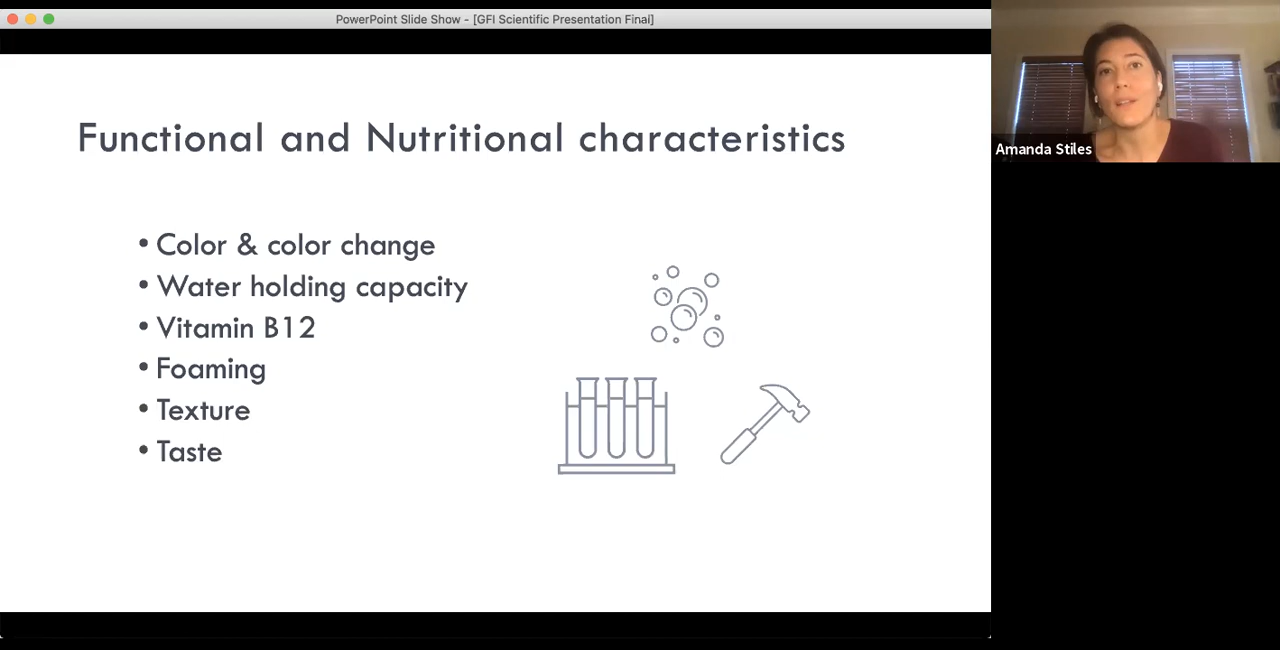 PowerPoint Slide Show - [GFI Scientific Presentation Final]
Functional and Nutritional characteristics
• Color & color change
• Water holding capacity
• Vitamin B12
• Foaming
• Texture
• Taste
Amanda Stiles